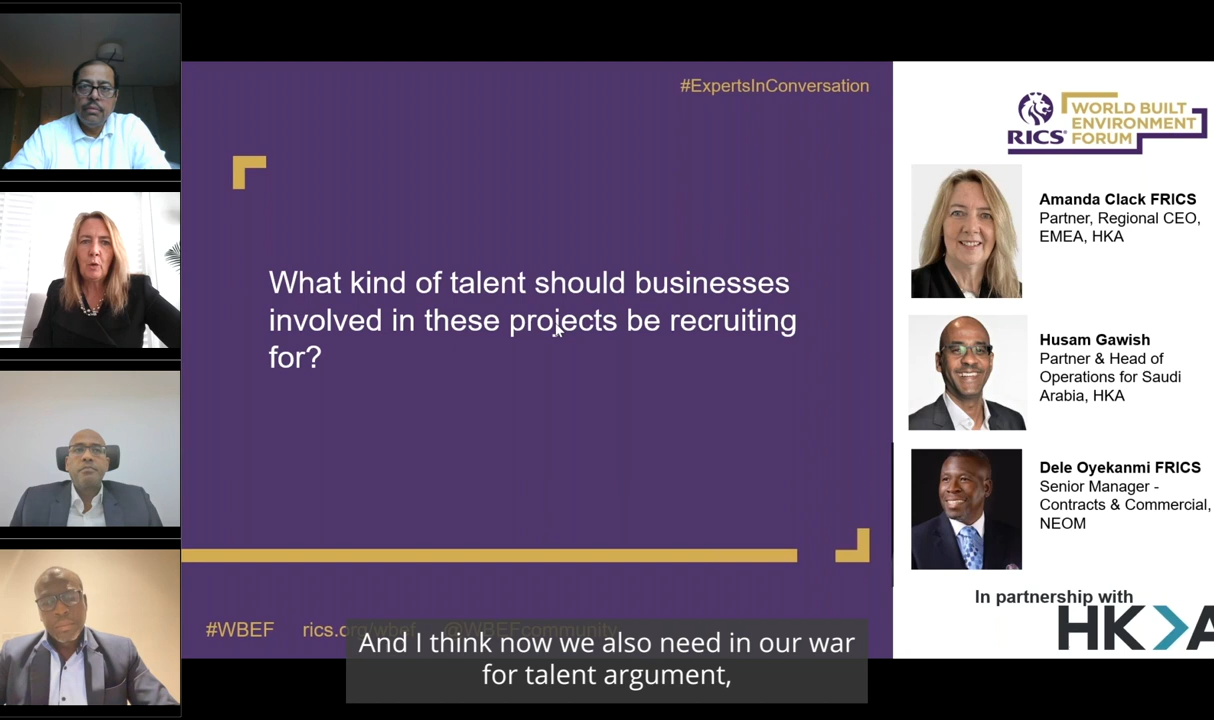 #ExpertsInConversation
What kind of talent should businesses
involved in these projects be recruiting
for?
#WBEF rics.org/wbef @WBEFcommunity
And I think now we also need in our war
for talent argument,
RICS
WORLD BUILT
ENVIRONMENT
FORUM
Amanda Clack FRICS
Partner, Regional CEO,
EMEA, HKA
Husam Gawish
Partner & Head of
Operations for Saudi
Arabia, HKA
Dele Oyekanmi FRICS
Senior Manager -
Contracts & Commercial,
NEOM
In partnership with
HKA